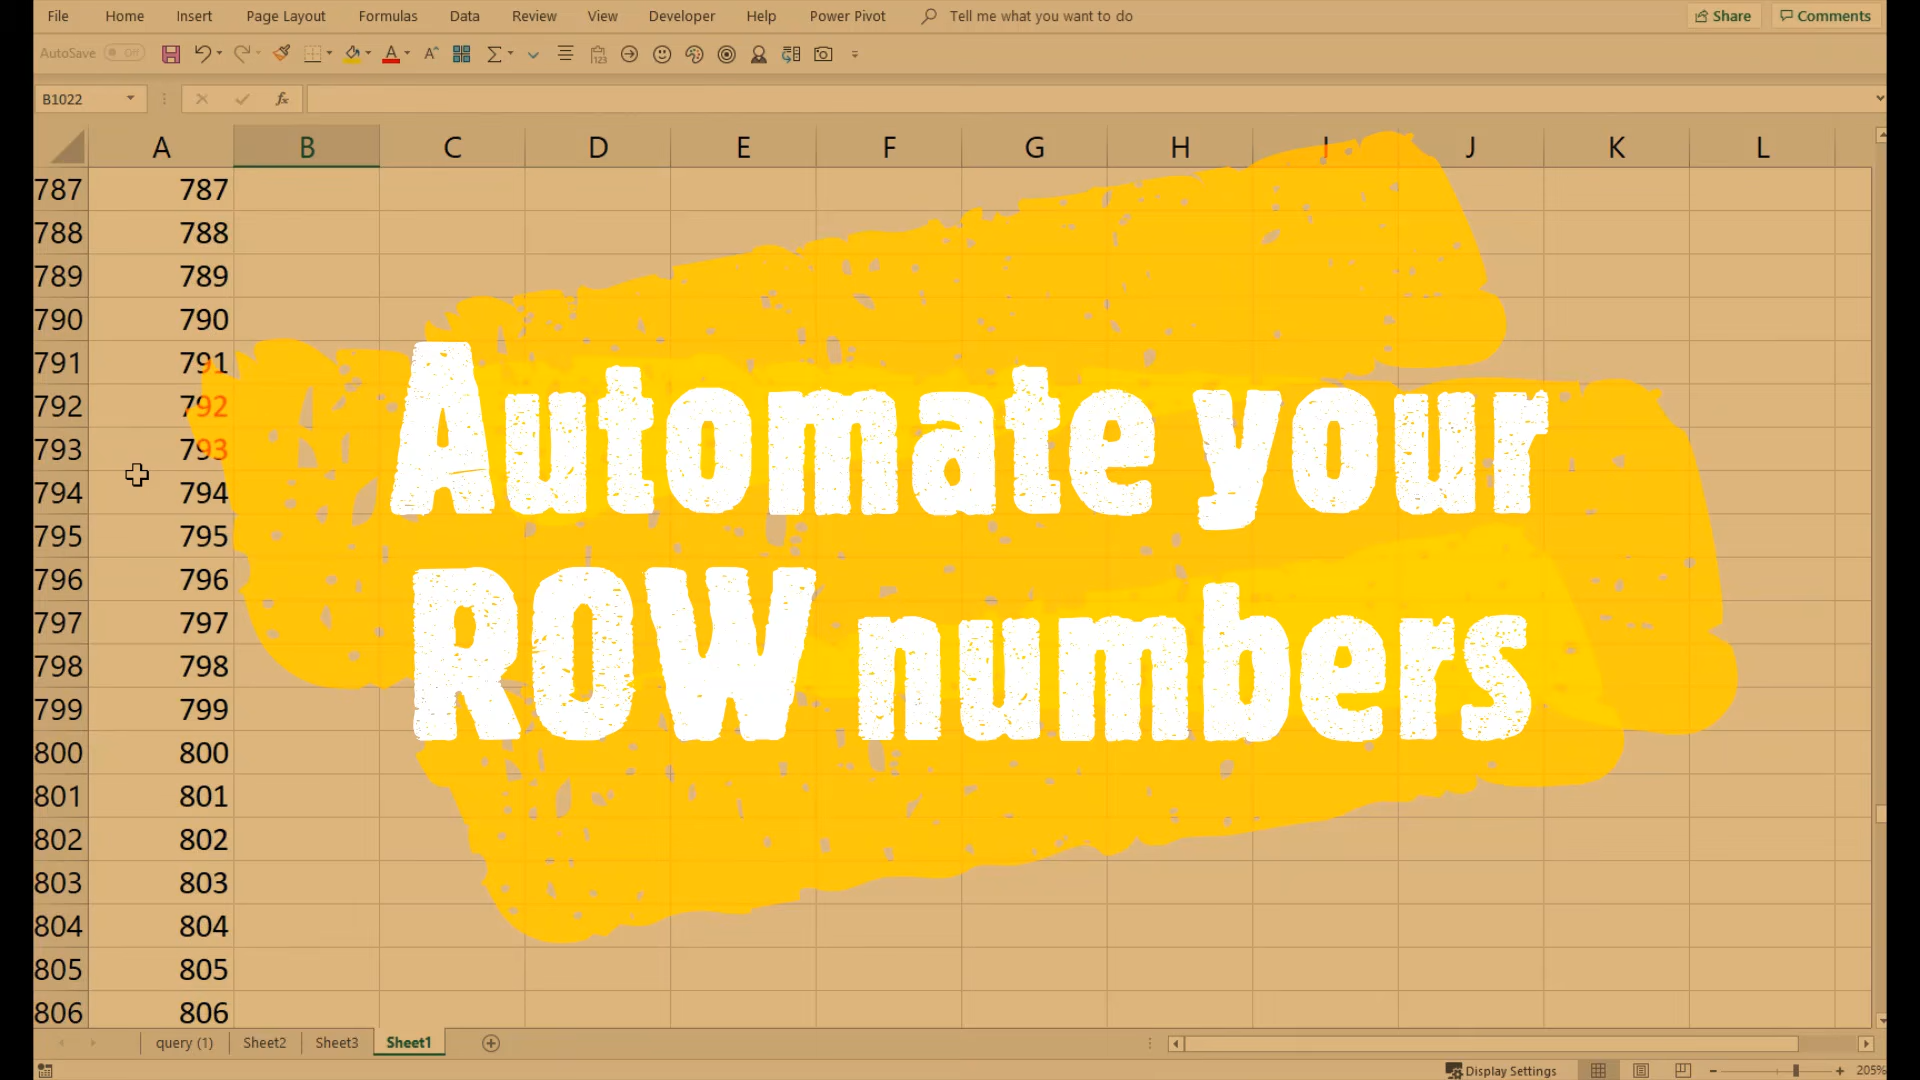 File Home Insert Page Layout Formulas Data Review View Developer Help Power Pivot Tell me what you want to do Share Comments
AutoSave Off
B1022 fx
A B C D E F G H I J K L
787 787
788 788
789 789
790 790
791 791
792 792
793 793
794 794
795 795
796 796
797 797
798 798
799 799
800 800
801 801
802 802
803 803
804 804
805 805
806 806
Automate your
ROW numbers
query (1) Sheet2 Sheet3 Sheet1
Display Settings 205%